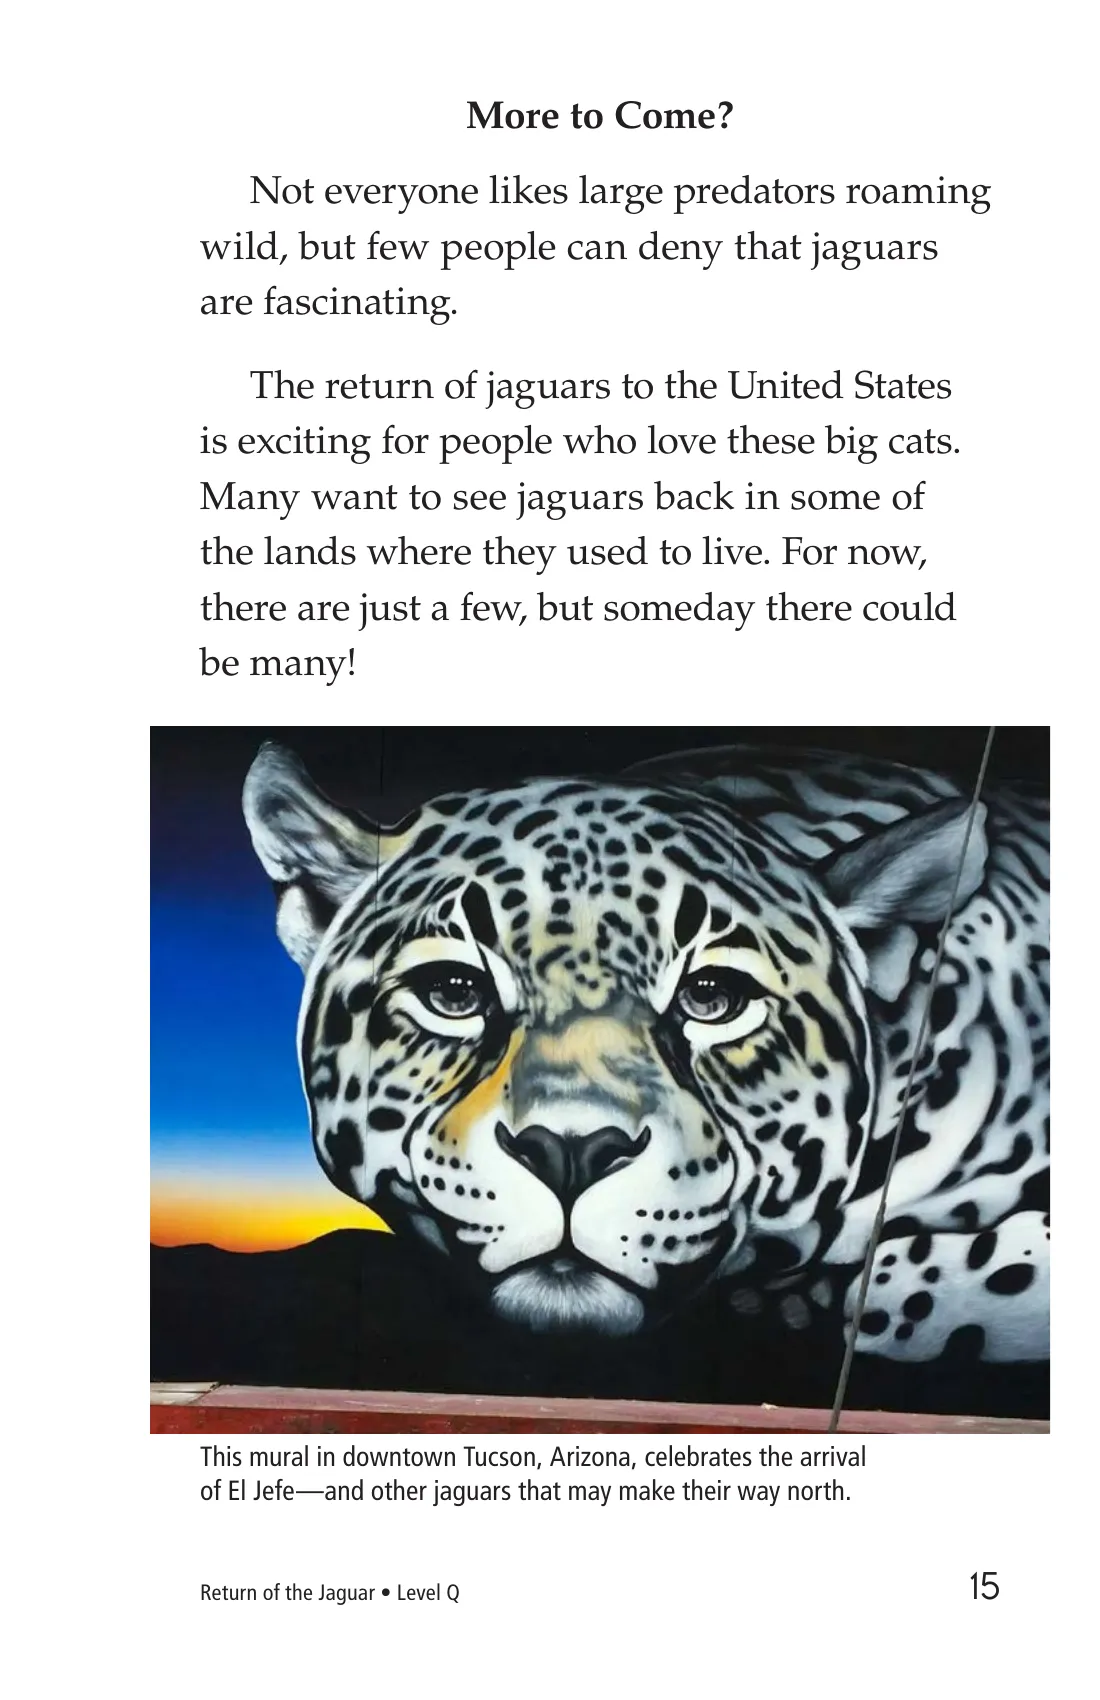 More to Come?
Not everyone likes large predators roaming
wild, but few people can deny that jaguars
are fascinating.
The return of jaguars to the United States
is exciting for people who love these big cats.
Many want to see jaguars back in some of
the lands where they used to live. For now,
there are just a few, but someday there could
be many!
This mural in downtown Tucson, Arizona, celebrates the arrival
of El Jefe—and other jaguars that may make their way north.
Return of the Jaguar • Level Q
15